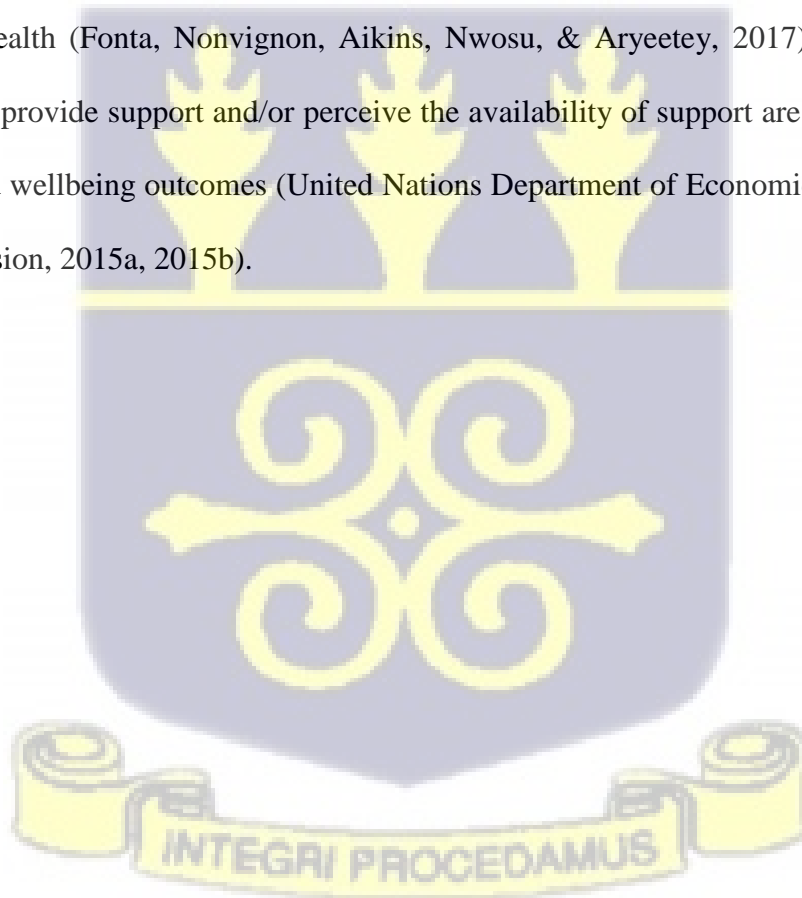 ealth (Fonta, Nonvignon, Aikins, Nwosu, & Aryeetey, 2017)
provide support and/or perceive the availability of support are
wellbeing outcomes (United Nations Department of Economi
sion, 2015a, 2015b).
INTEGRI PROCEDAMUS